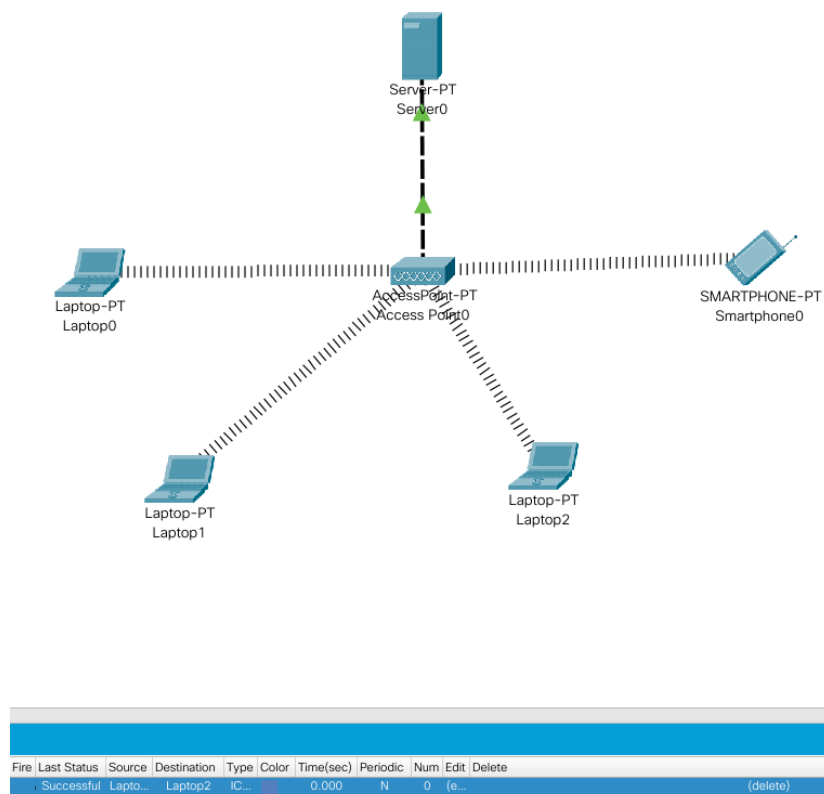 Server-PT
Server0
AccessPoint-PT
Access Point0
Laptop-PT
Laptop0
SMARTPHONE-PT
Smartphone0
Laptop-PT
Laptop1
Laptop-PT
Laptop2
Fire Last Status Source Destination Type Color Time(sec) Periodic Num Edit Delete
Successful Lapto... Laptop2 IC... 0.000 N 0 (e... (delete)